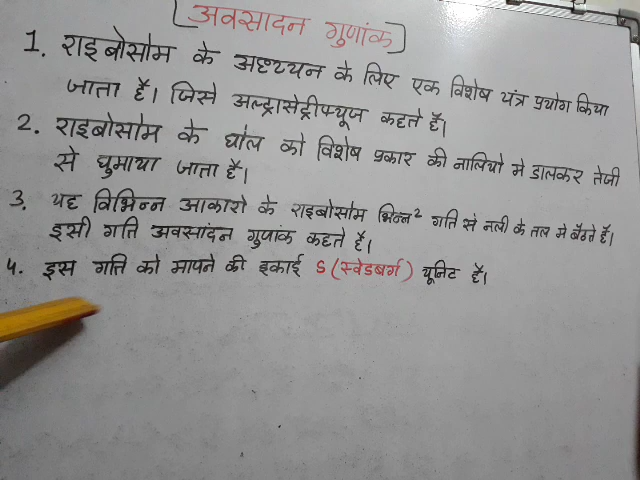 [अवसादन गुणांक]
1. राइबोसोम के अध्ययन के लिए एक विशेष यंत्र प्रयोग किया
जाता है। जिसे अल्ट्रासेट्रीफ्यूज कहते है।
2. राइबोसोम के घोल को विशेष प्रकार की नालियो मे डालकर तेजी
से घुमाया जाता है।
3. यह विभिन्न आकारो के राइबोसोम भिन्न² गति से नली के तल मे बैठते है।
इसी गति अवसांदन गुणांक कहते है।
4. इस गति को मापने की इकाई S (स्वेडबर्ग) यूनिट है।